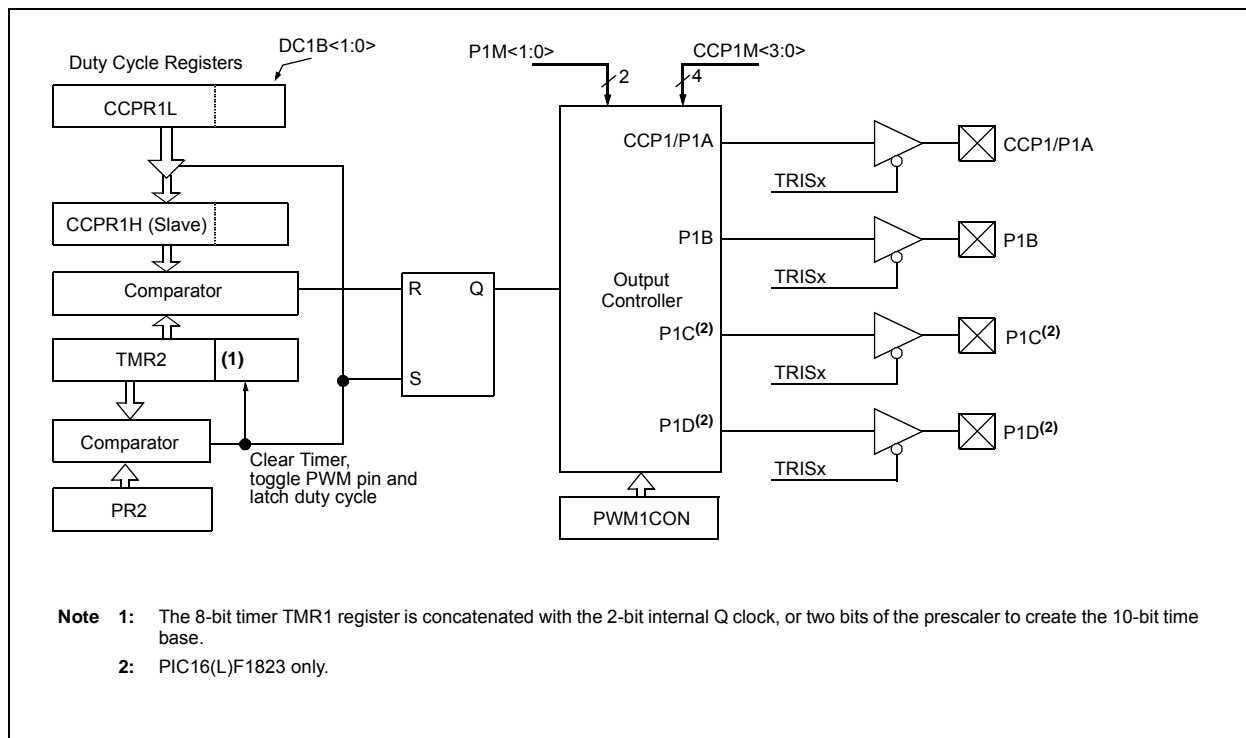 DC1B<1:0>
Duty Cycle Registers
CCPR1L
CCPR1H (Slave)
Comparator
TMR2
(1)
Comparator
PR2
Clear Timer,
toggle PWM pin and
latch duty cycle
R
Q
S
P1M<1:0>
2
CCP1M<3:0>
4
CCP1/P1A
P1B
Output
Controller
P1C(2)
P1D(2)
PWM1CON
TRISx
CCP1/P1A
TRISx
P1B
TRISx
P1C(2)
TRISx
P1D(2)
Note 1: The 8-bit timer TMR1 register is concatenated with the 2-bit internal Q clock, or two bits of the prescaler to create the 10-bit time
base.
2: PIC16(L)F1823 only.